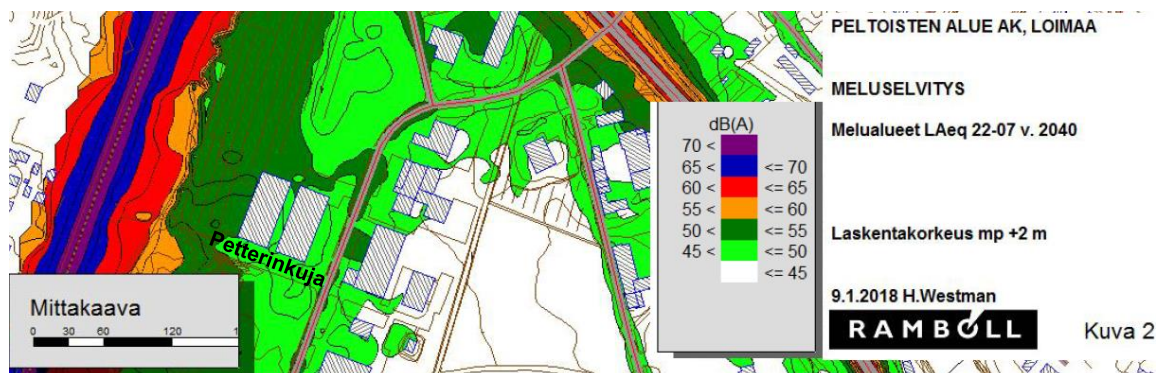 PELTOISTEN ALUE AK, LOIMAA
MELUSELVITYS
Melualueet LAeq 22-07 v. 2040
Laskentakorkeus mp +2 m
9.1.2018 H.Westman
RAMBOLL
Kuva 2
dB(A)
70 <
65 < <= 70
60 < <= 65
55 < <= 60
50 < <= 55
45 < <= 50
<= 45
Petterinkuja
Mittakaava
0 30 60 120